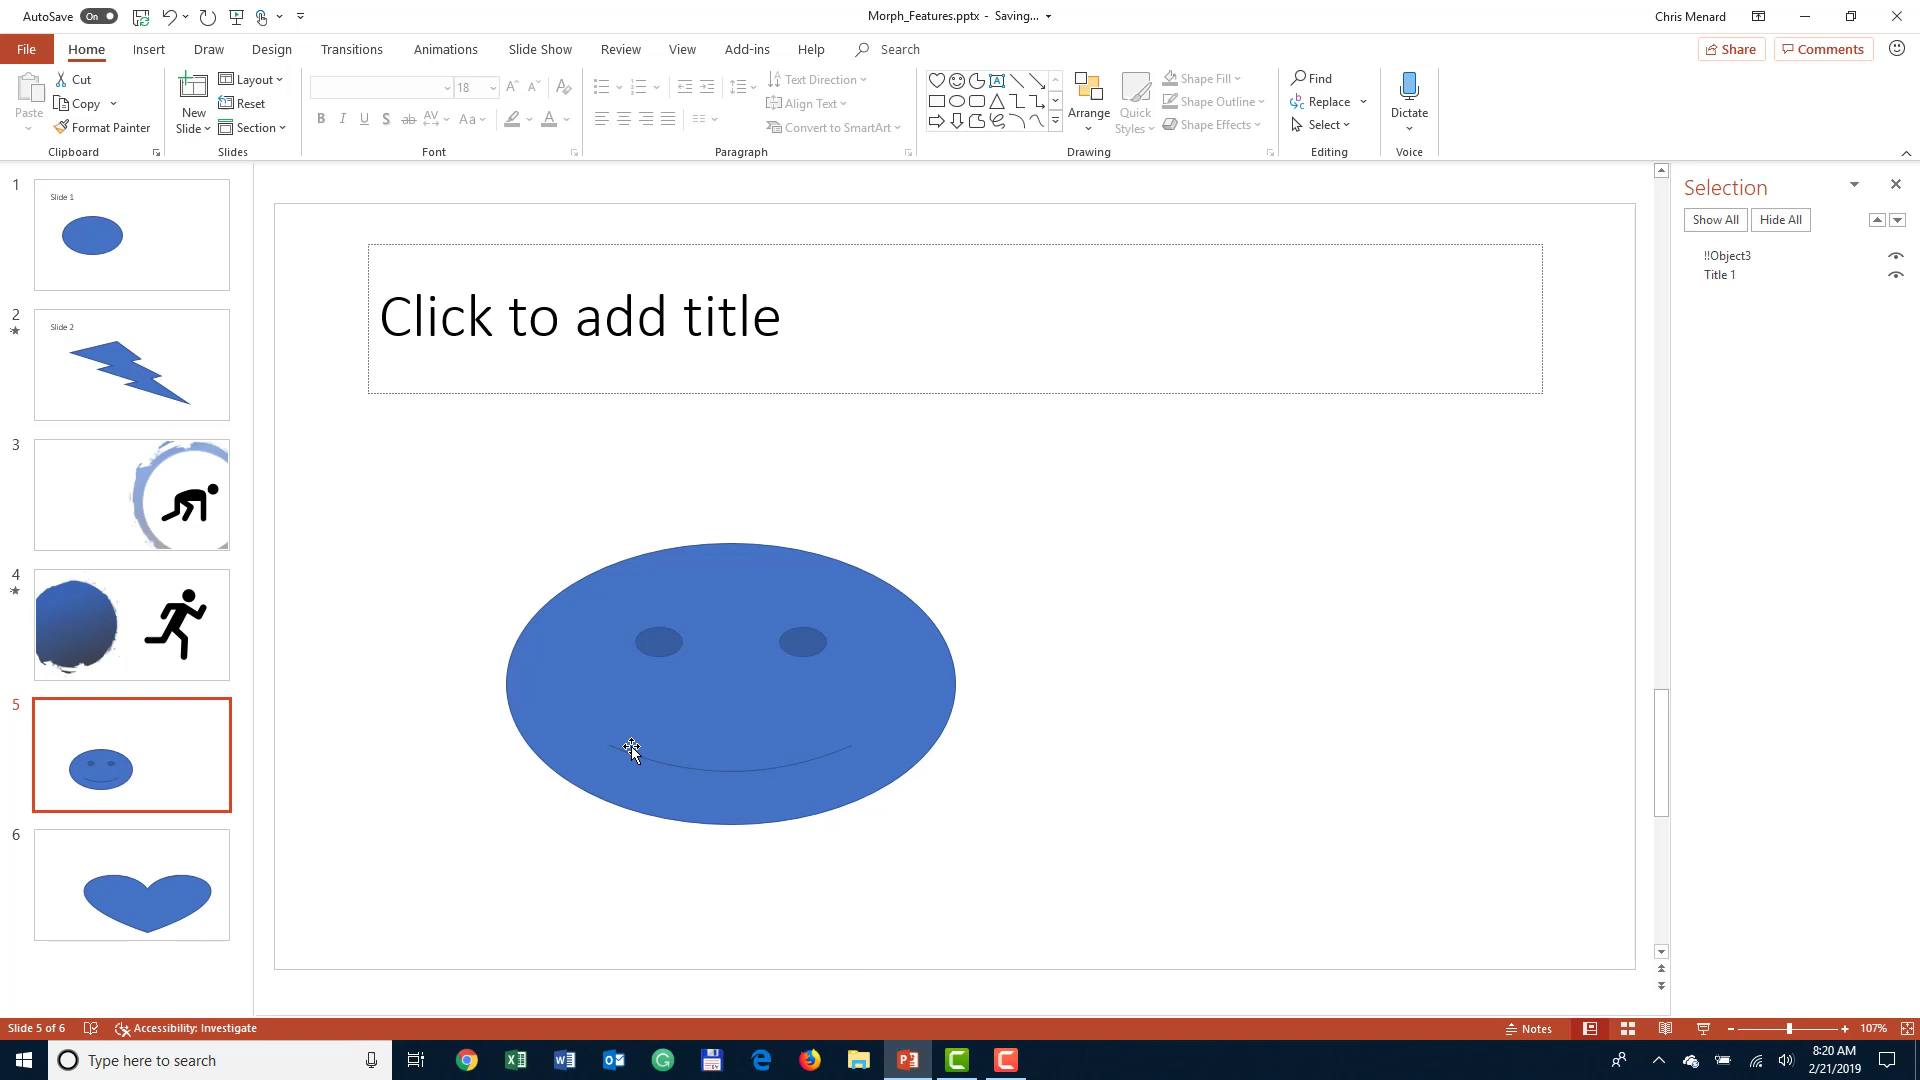 AutoSave On
Morph_Features.pptx - Saving...
Chris Menard
File Home Insert Draw Design Transitions Animations Slide Show Review View Add-ins Help Search
Share Comments
Paste
Cut
Copy
Format Painter
Clipboard
New Slide
Layout
Reset
Section
Slides
18
B I U S ab AV Aa A
Font
Text Direction
Align Text
Convert to SmartArt
Paragraph
Arrange
Quick Styles
Shape Fill
Shape Outline
Shape Effects
Drawing
Find
Replace
Select
Editing
Dictate
Voice
1
Slide 1
2
Slide 2
3
4
5
6
Click to add title
Selection
Show All Hide All
!!Object3
Title 1
Slide 5 of 6
Accessibility: Investigate
Notes
107%
Type here to search
8:20 AM
2/21/2019